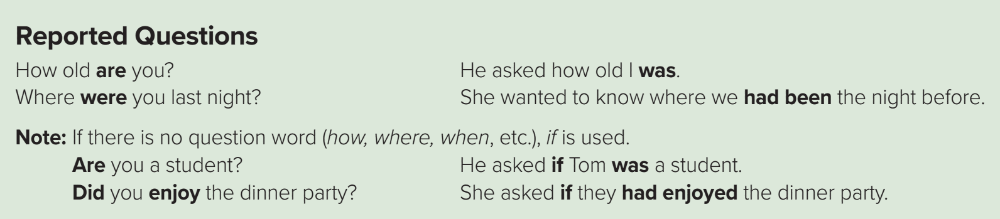 Reported Questions
How old are you? He asked how old I was.
Where were you last night? She wanted to know where we had been the night before.
Note: If there is no question word (how, where, when, etc.), if is used.
Are you a student? He asked if Tom was a student.
Did you enjoy the dinner party? She asked if they had enjoyed the dinner party.